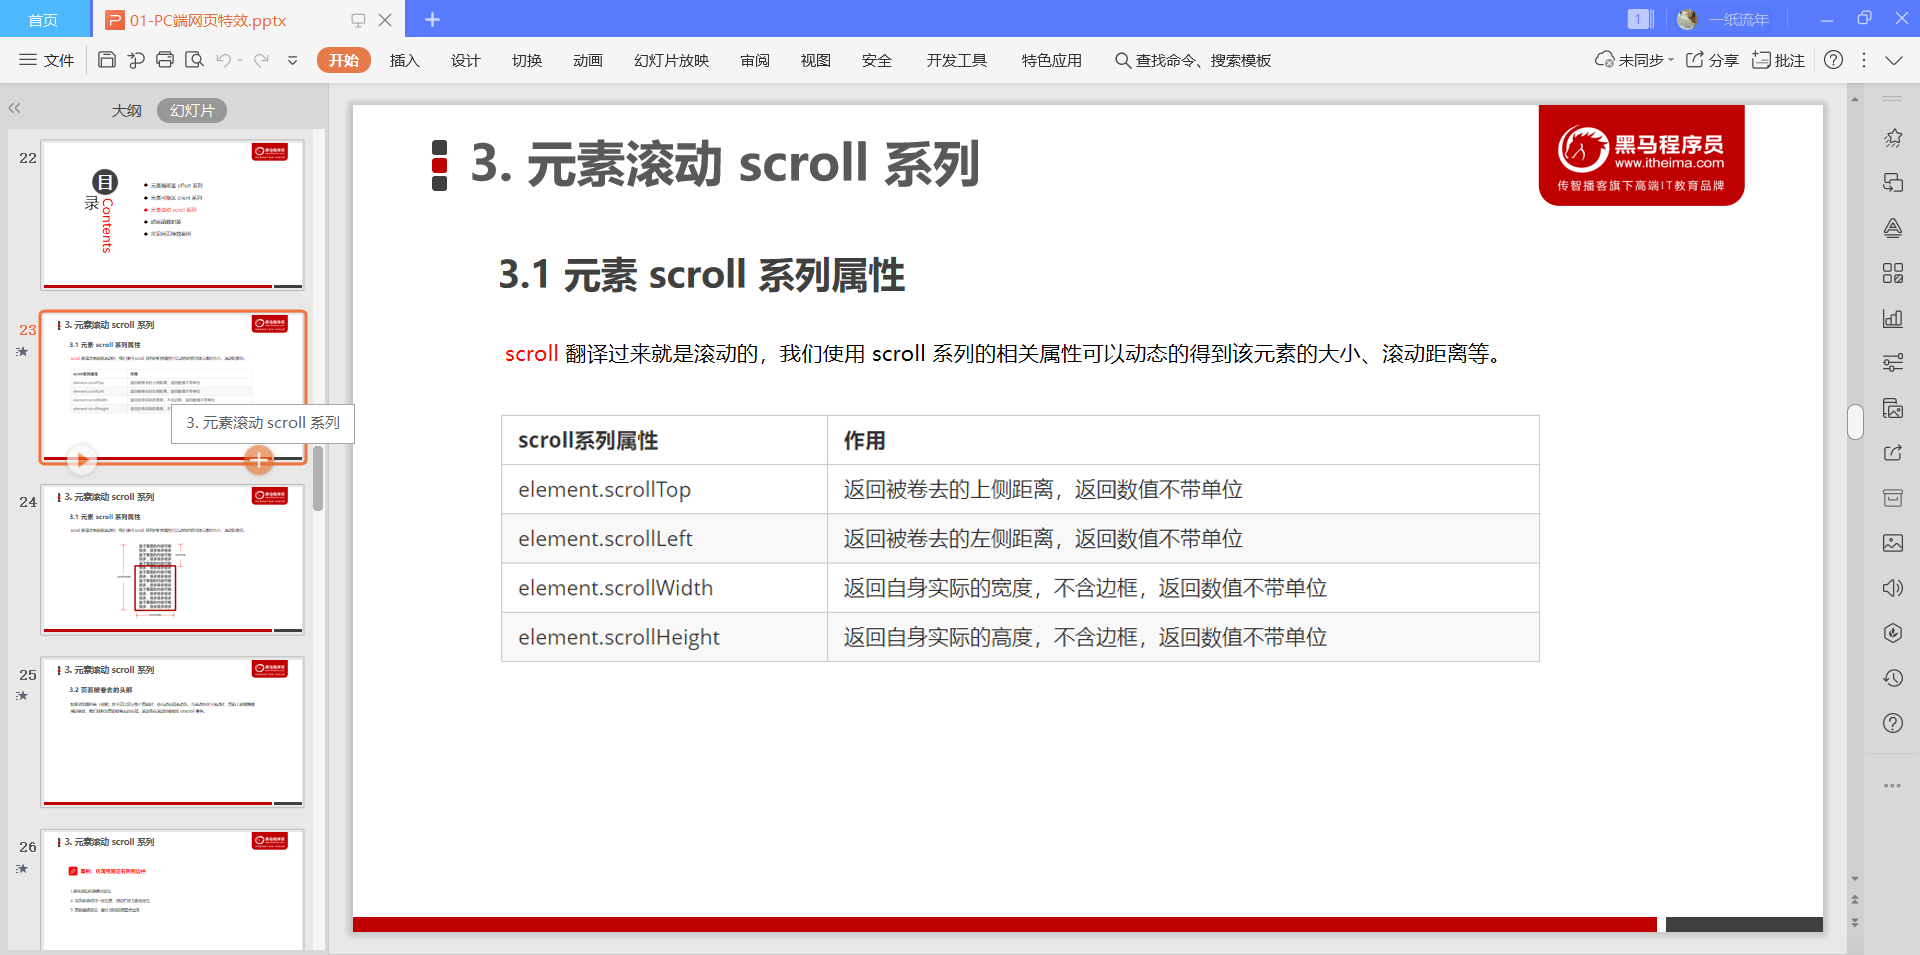 首页
01-PC端网页特效.pptx
1
一纸流年
文件
开始
插入
设计
切换
动画
幻灯片放映
审阅
视图
安全
开发工具
特色应用
查找命令、搜索模板
未同步
分享
批注
大纲
幻灯片
22
目
录
Contents
元素偏移量 offset 系列
元素可视区 client 系列
元素滚动 scroll 系列
动画函数封装
常见网页特效案例
23
3. 元素滚动 scroll 系列
3.1 元素 scroll 系列属性
3. 元素滚动 scroll 系列
24
3. 元素滚动 scroll 系列
3.1 元素 scroll 系列属性
25
3. 元素滚动 scroll 系列
3.2 页面被卷去的头部
26
3. 元素滚动 scroll 系列
3. 元素滚动 scroll 系列
黑马程序员
www.itheima.com
传智播客旗下高端IT教育品牌
3.1 元素 scroll 系列属性
scroll 翻译过来就是滚动的，我们使用 scroll 系列的相关属性可以动态的得到该元素的大小、滚动距离等。
scroll系列属性 作用
element.scrollTop 返回被卷去的上侧距离，返回数值不带单位
element.scrollLeft 返回被卷去的左侧距离，返回数值不带单位
element.scrollWidth 返回自身实际的宽度，不含边框，返回数值不带单位
element.scrollHeight 返回自身实际的高度，不含边框，返回数值不带单位